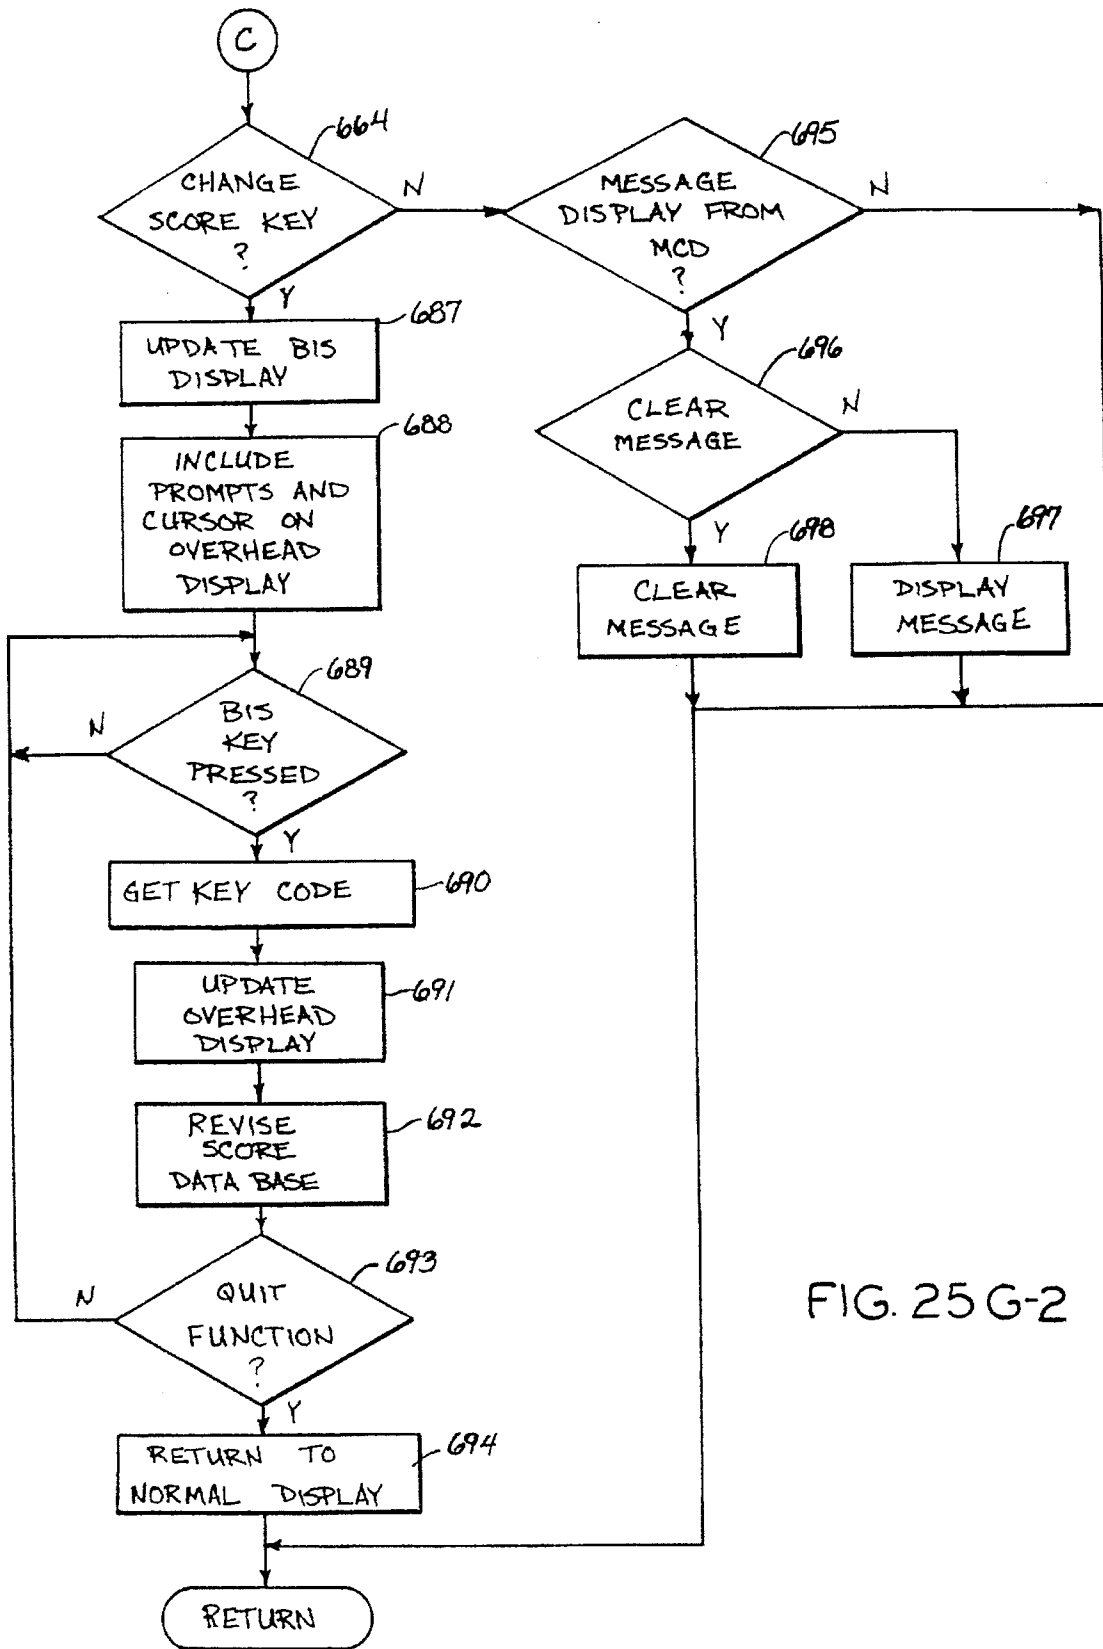 C
664
CHANGE
SCORE KEY
?
N
Y
695
MESSAGE
DISPLAY FROM
MCD
?
N
Y
687
UPDATE BIS
DISPLAY
688
INCLUDE
PROMPTS AND
CURSOR ON
OVERHEAD
DISPLAY
696
CLEAR
MESSAGE
N
Y
698
CLEAR
MESSAGE
697
DISPLAY
MESSAGE
689
BIS
KEY
PRESSED
?
N
Y
690
GET KEY CODE
691
UPDATE
OVERHEAD
DISPLAY
692
REVISE
SCORE
DATA BASE
693
QUIT
FUNCTION
?
N
Y
694
RETURN TO
NORMAL DISPLAY
RETURN
FIG. 25 G-2